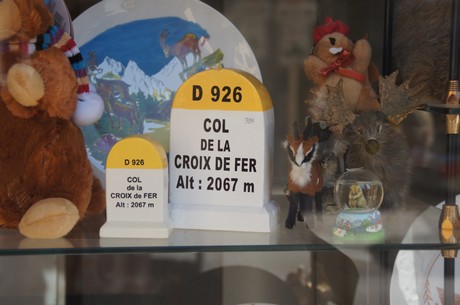 D 926
COL
DE LA
CROIX DE FER
Alt : 2067 m
D 926
COL
de la
CROIX DE FER
Alt : 2067 m